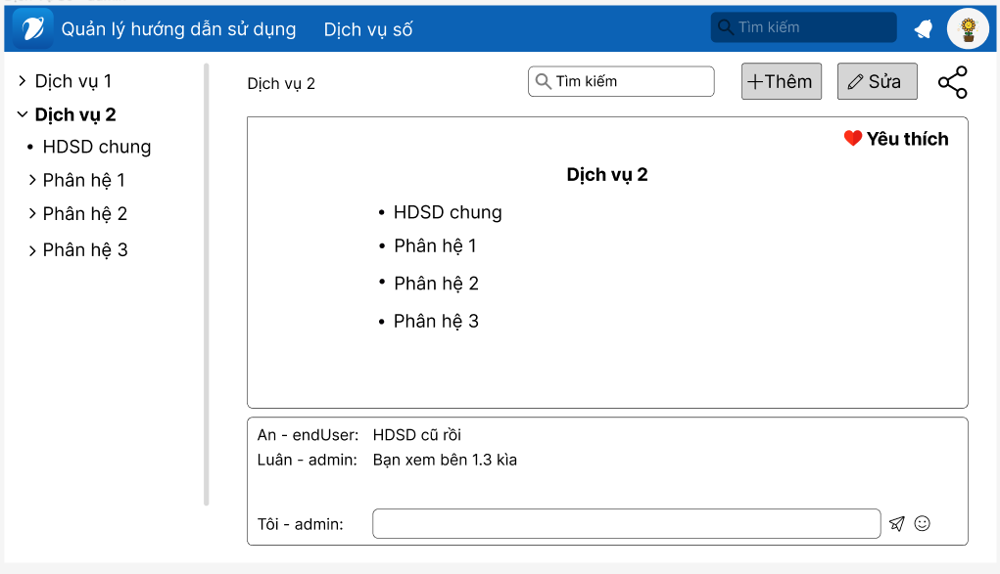 Quản lý hướng dẫn sử dụng Dịch vụ số Tìm kiếm
Dịch vụ 1
Dịch vụ 2
HDSD chung
Phân hệ 1
Phân hệ 2
Phân hệ 3
Dịch vụ 2 Tìm kiếm +Thêm Sửa
Yêu thích
Dịch vụ 2
• HDSD chung
• Phân hệ 1
• Phân hệ 2
• Phân hệ 3
An - endUser: HDSD cũ rồi
Luân - admin: Bạn xem bên 1.3 kìa
Tôi - admin: